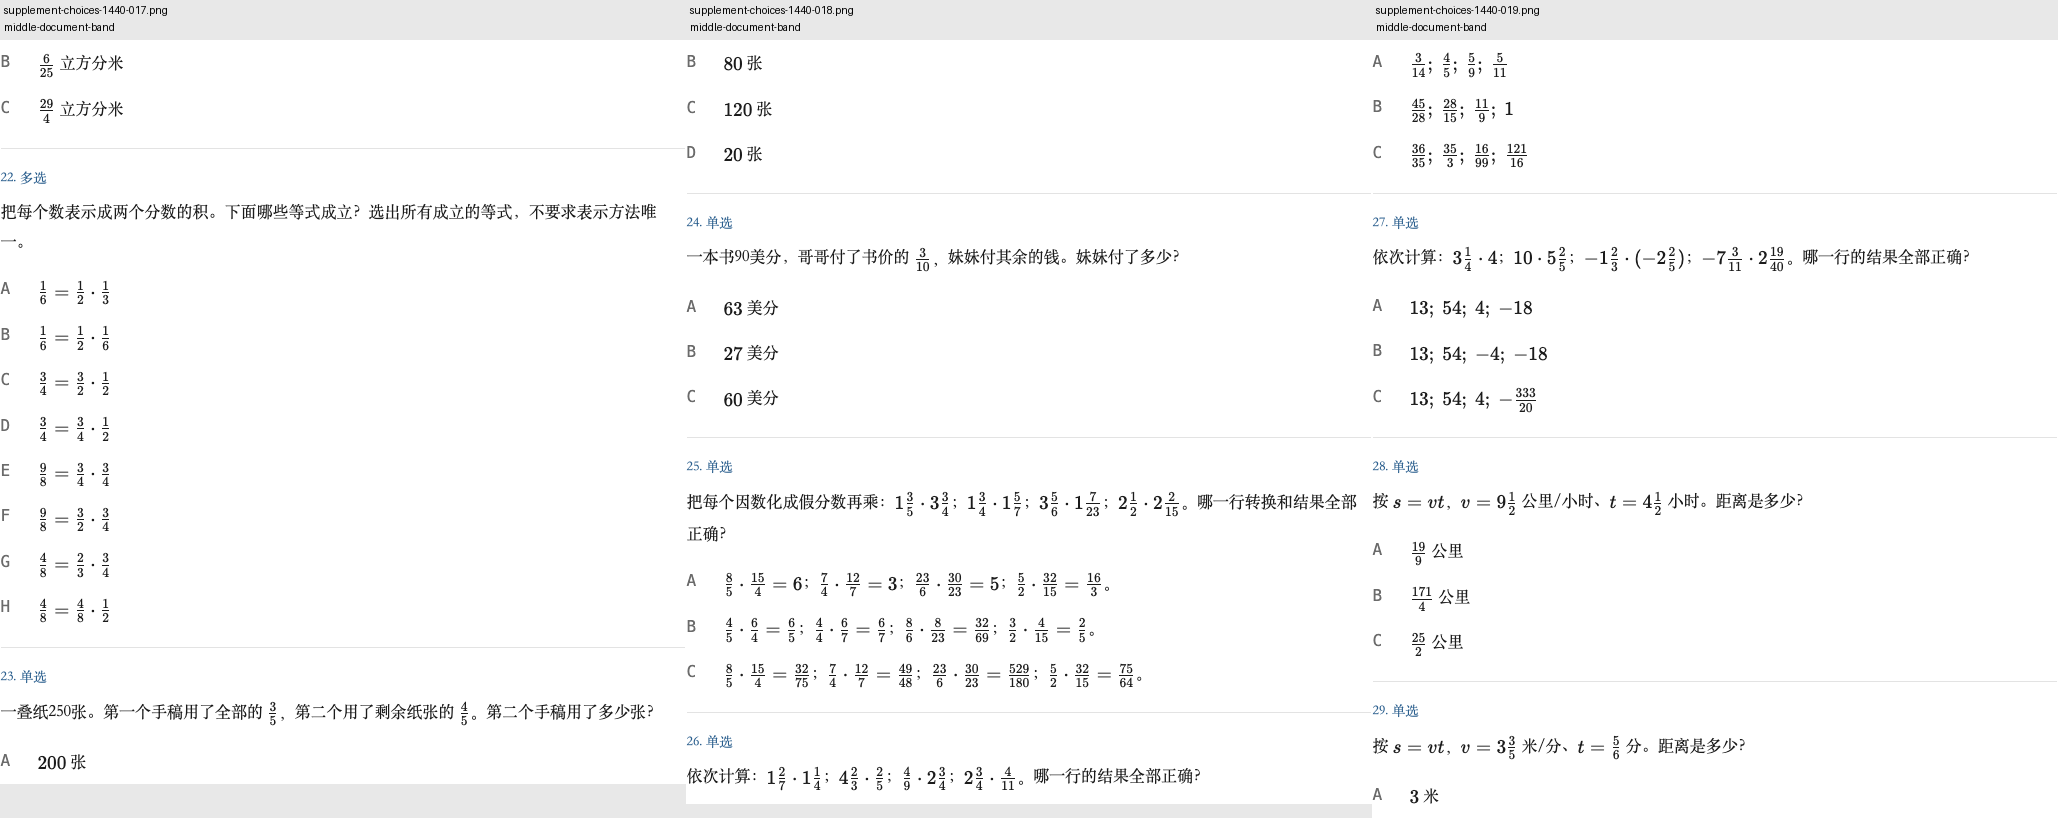 supplement-choices-1440-017.png
middle-document-band
B 6/25 立方分米
C 29/4 立方分米
22. 多选
把每个数表示成两个分数的积。下面哪些等式成立？选出所有成立的等式，不要求表示方法唯
一。
A 1/6 = 1/2 · 1/3
B 1/6 = 1/2 · 1/6
C 3/4 = 3/2 · 1/2
D 3/4 = 3/4 · 1/2
E 9/8 = 3/4 · 3/4
F 9/8 = 3/2 · 3/4
G 4/8 = 2/3 · 3/4
H 4/8 = 4/8 · 1/2
23. 单选
一叠纸250张。第一个手稿用了全部的 3/5，第二个用了剩余纸张的 4/5。第二个手稿用了多少张？
A 200 张
supplement-choices-1440-018.png
middle-document-band
B 80 张
C 120 张
D 20 张
24. 单选
一本书90美分，哥哥付了书价的 3/10，妹妹付其余的钱。妹妹付了多少？
A 63 美分
B 27 美分
C 60 美分
25. 单选
把每个因数化成假分数再乘：1 3/5 · 3 3/4；1 3/4 · 1 5/7；3 5/6 · 1 7/23；2 1/2 · 2 2/15。哪一行转换和结果全部
正确？
A 8/5 · 15/4 = 6；7/4 · 12/7 = 3；23/6 · 30/23 = 5；5/2 · 32/15 = 16/3。
B 4/5 · 6/4 = 6/5；4/4 · 6/7 = 6/7；8/6 · 8/23 = 32/69；3/2 · 4/15 = 2/5。
C 8/5 · 15/4 = 32/75；7/4 · 12/7 = 49/48；23/6 · 30/23 = 529/180；5/2 · 32/15 = 75/64。
26. 单选
依次计算：1 2/7 · 1 1/4；4 2/3 · 2/5；4/9 · 2 3/4；2 3/4 · 4/11。哪一行的结果全部正确？
supplement-choices-1440-019.png
middle-document-band
A 3/14; 4/5; 5/9; 5/11
B 45/28; 28/15; 11/9; 1
C 36/35; 35/3; 16/99; 121/16
27. 单选
依次计算：3 1/4 · 4；10 · 5 2/5；−1 2/3 · (−2 2/5)；−7 3/11 · 2 19/40。哪一行的结果全部正确？
A 13; 54; 4; −18
B 13; 54; −4; −18
C 13; 54; 4; −333/20
28. 单选
按 s = vt，v = 9 1/2 公里/小时、t = 4 1/2 小时。距离是多少？
A 19/9 公里
B 171/4 公里
C 25/2 公里
29. 单选
按 s = vt，v = 3 3/5 米/分、t = 5/6 分。距离是多少？
A 3 米